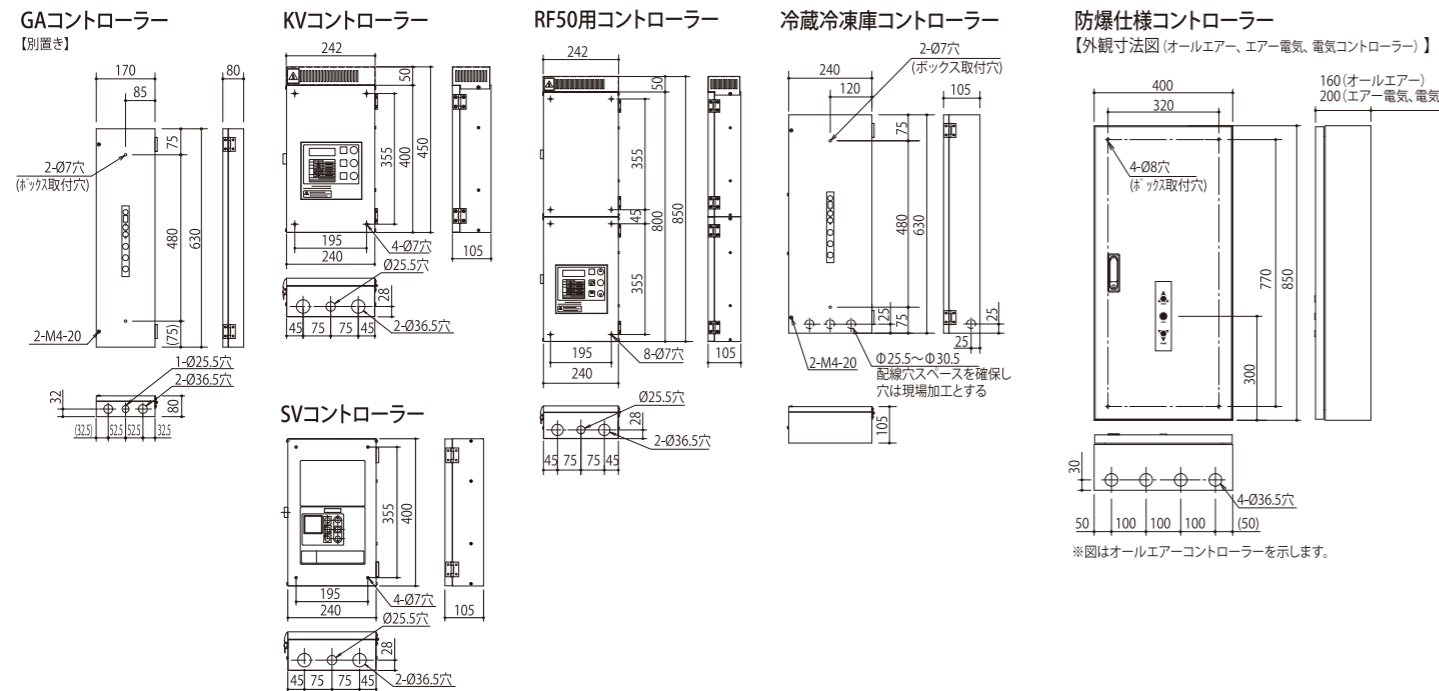 GAコントローラー
【別置き】
170
80
85
75
2-Ø7穴
(ボックス取付穴)
480
630
2-M4-20
(75)
1-Ø25.5穴
2-Ø36.5穴
32
80
(32.5)
52.5
52.5
32.5
KVコントローラー
242
50
355
400
450
195
240
4-Ø7穴
105
Ø25.5穴
28
45
75
75
45
2-Ø36.5穴
SVコントローラー
355
400
195
240
4-Ø7穴
105
Ø25.5穴
28
45
75
75
45
2-Ø36.5穴
RF50用コントローラー
242
50
355
45
800
850
355
195
240
8-Ø7穴
105
Ø25.5穴
28
45
75
75
45
2-Ø36.5穴
冷蔵冷凍庫コントローラー
2-Ø7穴
(ボックス取付穴)
240
120
105
75
480
630
25
75
25
25
2-M4-20
Φ25.5～Φ30.5
配線穴スペースを確保し
穴は現場加工とする
105
防爆仕様コントローラー
【外観寸法図(オールエアー、エアー電気、電気コントローラー)】
400
320
160(オールエアー)
200(エアー電気、電気
4-Ø8穴
(ボックス取付穴)
770
850
300
30
4-Ø36.5穴
50
100
100
100
(50)
※図はオールエアーコントローラーを示します。